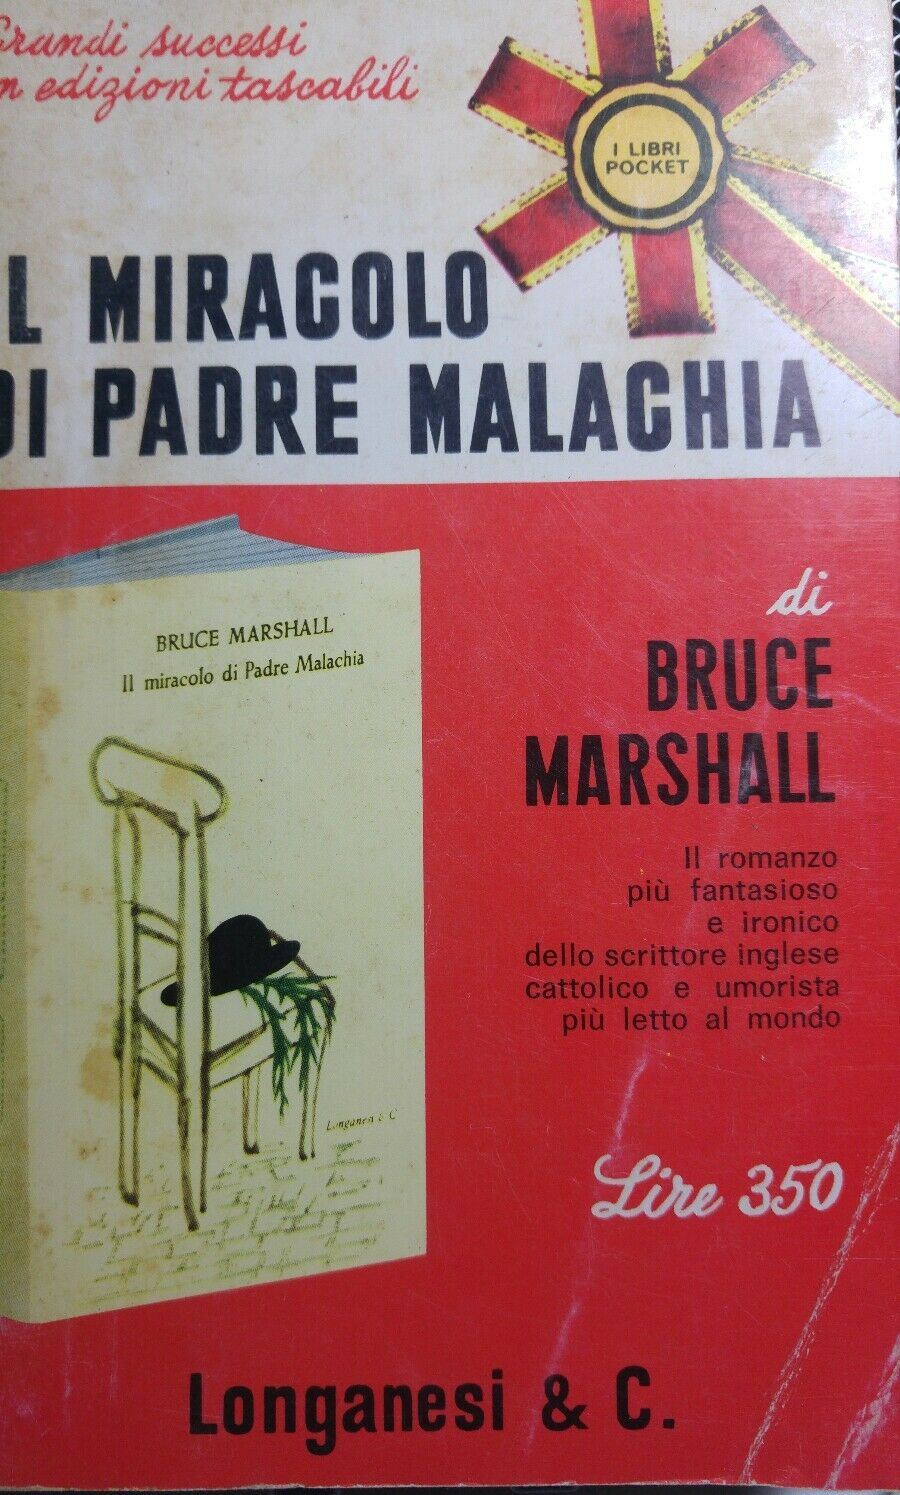 Grandi successi
in edizioni tascabili
I LIBRI
POCKET
IL MIRACOLO
DI PADRE MALACHIA
BRUCE MARSHALL
Il miracolo di Padre Malachia
Longanesi & C
di
BRUCE
MARSHALL
Il romanzo
più fantasioso
e ironico
dello scrittore inglese
cattolico e umorista
più letto al mondo
Lire 350
Longanesi & C.